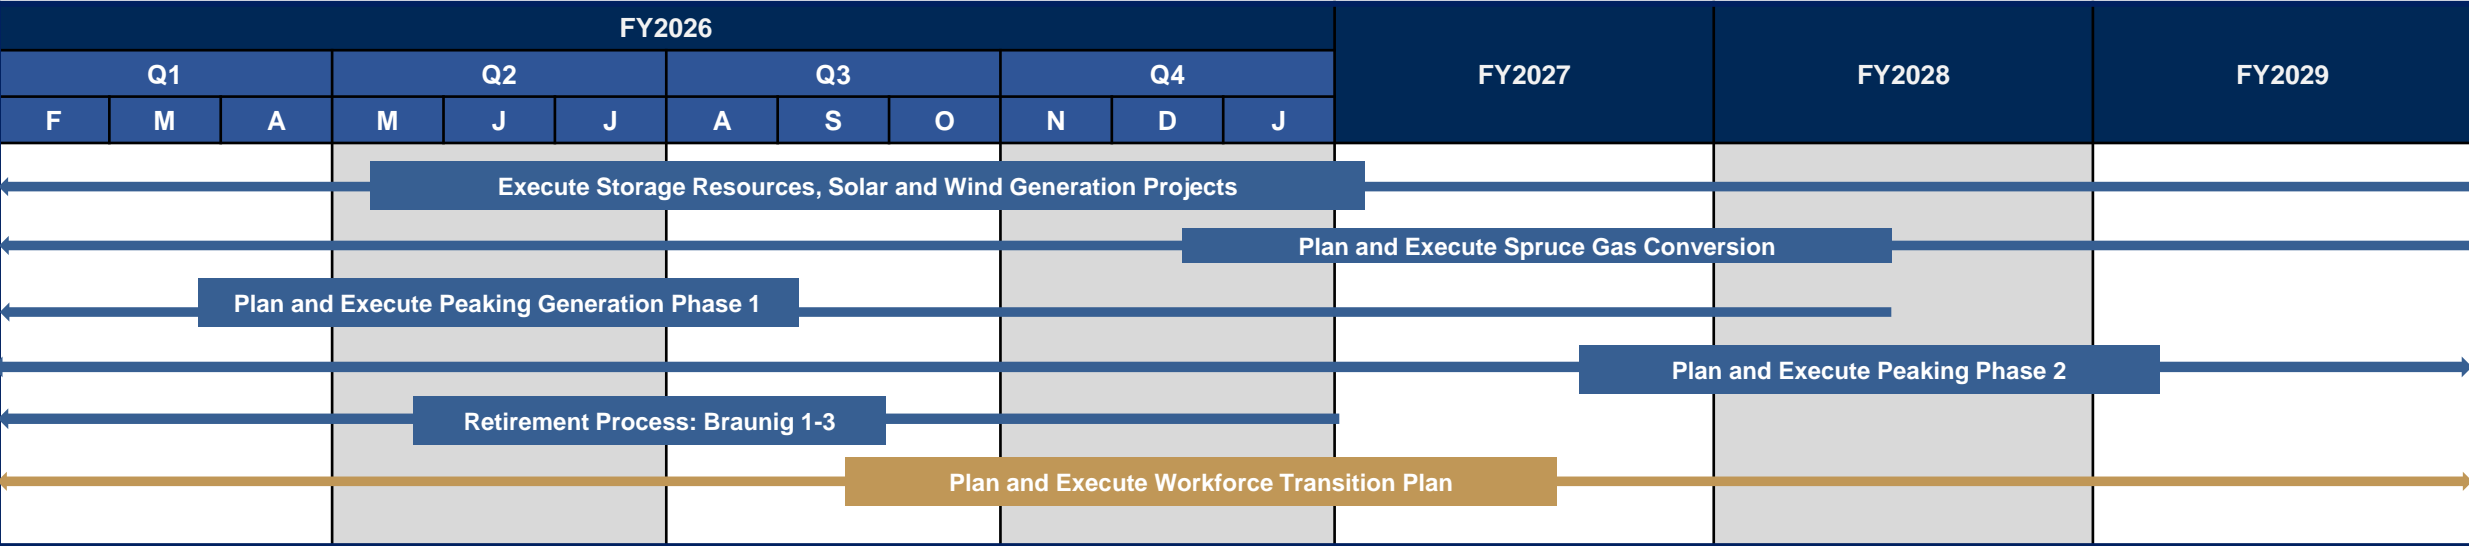 FY2026
FY2027
FY2028
FY2029
Q1 Q2 Q3 Q4
F M A M J J A S O N D J
Execute Storage Resources, Solar and Wind Generation Projects
Plan and Execute Spruce Gas Conversion
Plan and Execute Peaking Generation Phase 1
Plan and Execute Peaking Phase 2
Retirement Process: Braunig 1-3
Plan and Execute Workforce Transition Plan